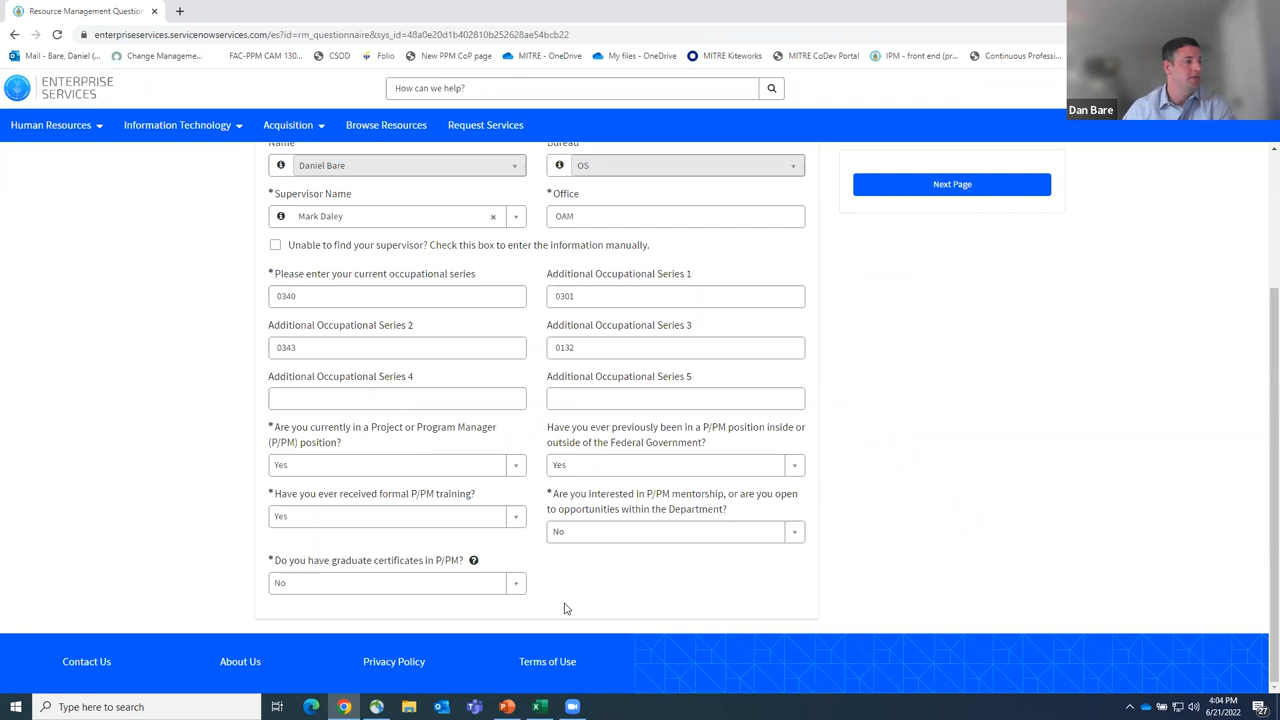 Resource Management Question
enterpriseservices.servicenowservices.com/es?id=rm_questionnaire&sys_id=48a0e20d1b402810b252628ae54bcb22
Mail - Bare, Daniel (... Change Manageme... FAC-PPM CAM 130... CSOD Folio New PPM CoP page MITRE - OneDrive My files - OneDrive MITRE Kiteworks MITRE CoDev Portal IPM - front end (pr... Continuous Profession...
ENTERPRISE
SERVICES
How can we help?
Dan Bare
Human Resources Information Technology Acquisition Browse Resources Request Services
Name Bureau
Daniel Bare OS
Next Page
*Supervisor Name *Office
Mark Daley OAM
Unable to find your supervisor? Check this box to enter the information manually.
*Please enter your current occupational series Additional Occupational Series 1
0340 0301
Additional Occupational Series 2 Additional Occupational Series 3
0343 0132
Additional Occupational Series 4 Additional Occupational Series 5
*Are you currently in a Project or Program Manager
(P/PM) position?
Have you ever previously been in a P/PM position inside or
outside of the Federal Government?
Yes Yes
*Have you ever received formal P/PM training?
*Are you interested in P/PM mentorship, or are you open
to opportunities within the Department?
Yes
No
*Do you have graduate certificates in P/PM?
No
Contact Us About Us Privacy Policy Terms of Use
Type here to search
4:04 PM
6/21/2022
27